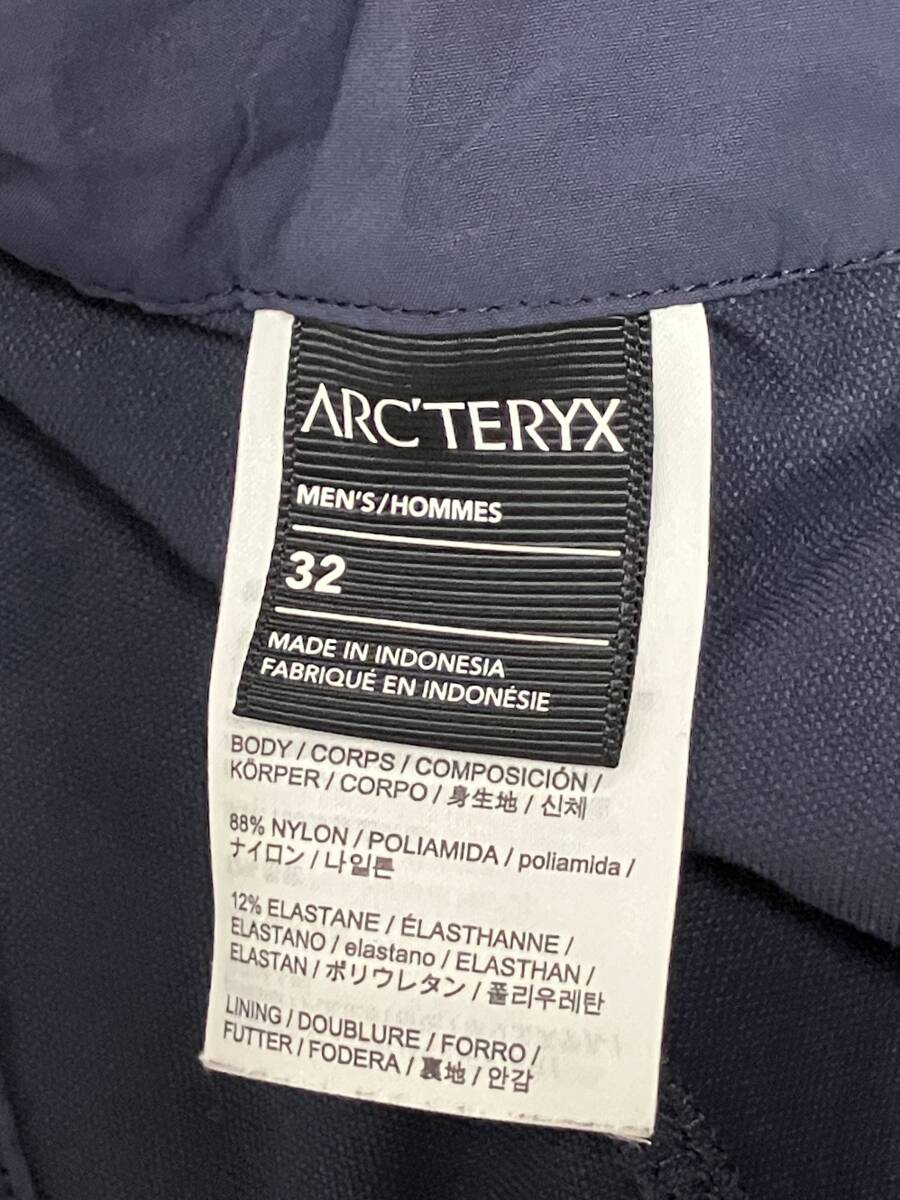 ARC'TERYX
MEN'S/HOMMES
32
MADE IN INDONESIA
FABRIQUÉ EN INDONÉSIE
BODY / CORPS / COMPOSICIÓN /
KÖRPER / CORPO / 身生地 / 신체
88% NYLON / POLIAMIDA / poliamida /
ナイロン / 나일론
12% ELASTANE / ÉLASTHANNE /
ELASTANO / elastano / ELASTHAN /
ELASTAN / ポリウレタン / 폴리우레탄
LINING / DOUBLURE / FORRO /
FUTTER / FODERA / 裏地 / 안감